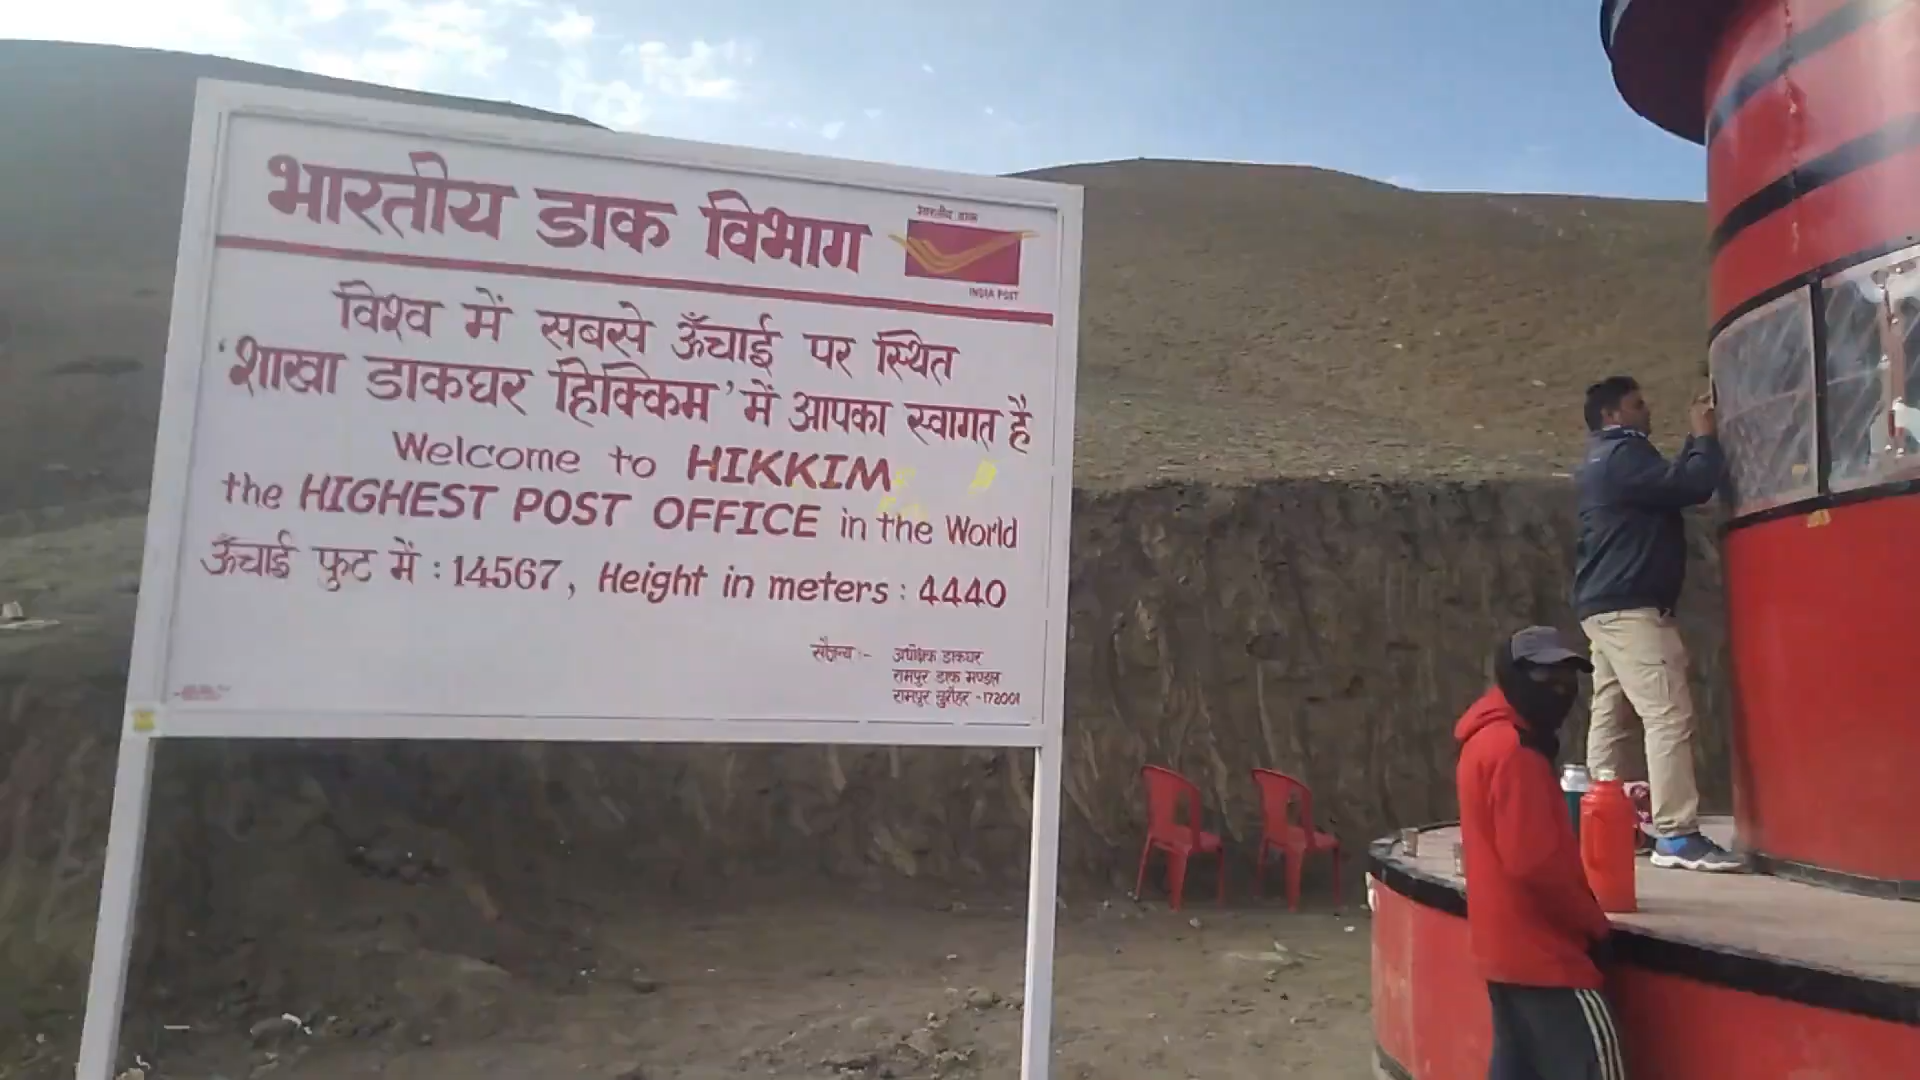 भारतीय डाक विभाग
भारतीय डाक
INDIA POST
विश्व में सबसे ऊँचाई पर स्थित
'शाखा डाकघर हिक्किम' में आपका स्वागत है
Welcome to HIKKIM
the HIGHEST POST OFFICE in the World
ऊँचाई फुट में : 14567, Height in meters : 4440
सौजन्य :- अधीक्षक डाकघर
रामपुर डाक मण्डल
रामपुर बुशैहर - 172001